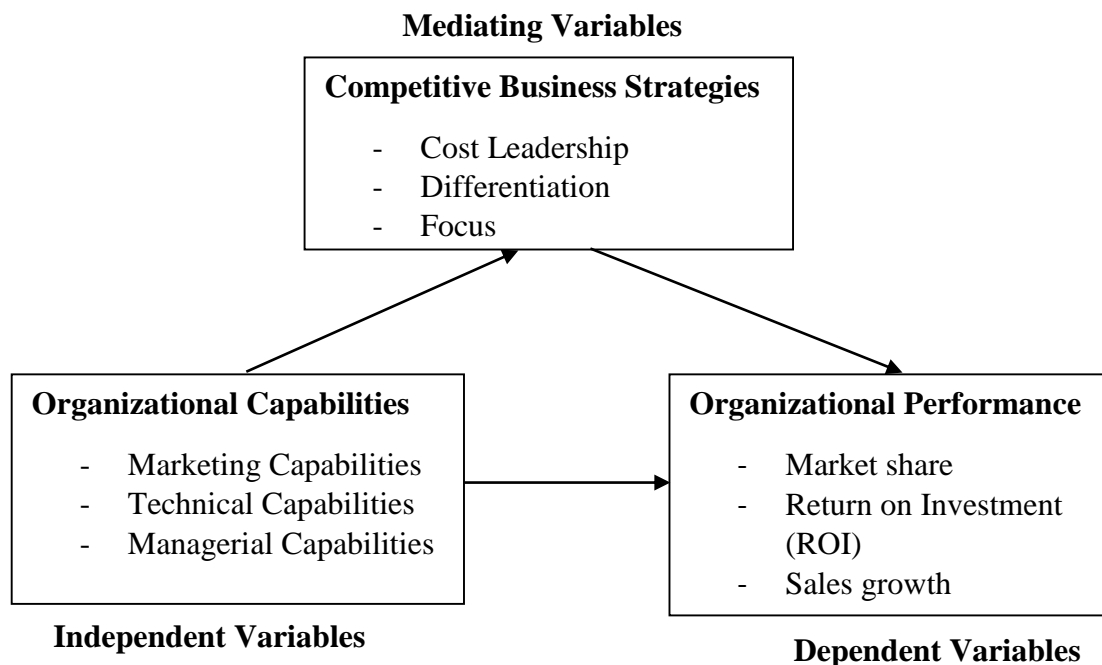 Mediating Variables
Competitive Business Strategies
- Cost Leadership
- Differentiation
- Focus
Organizational Capabilities
- Marketing Capabilities
- Technical Capabilities
- Managerial Capabilities
Independent Variables
Organizational Performance
- Market share
- Return on Investment
(ROI)
- Sales growth
Dependent Variables